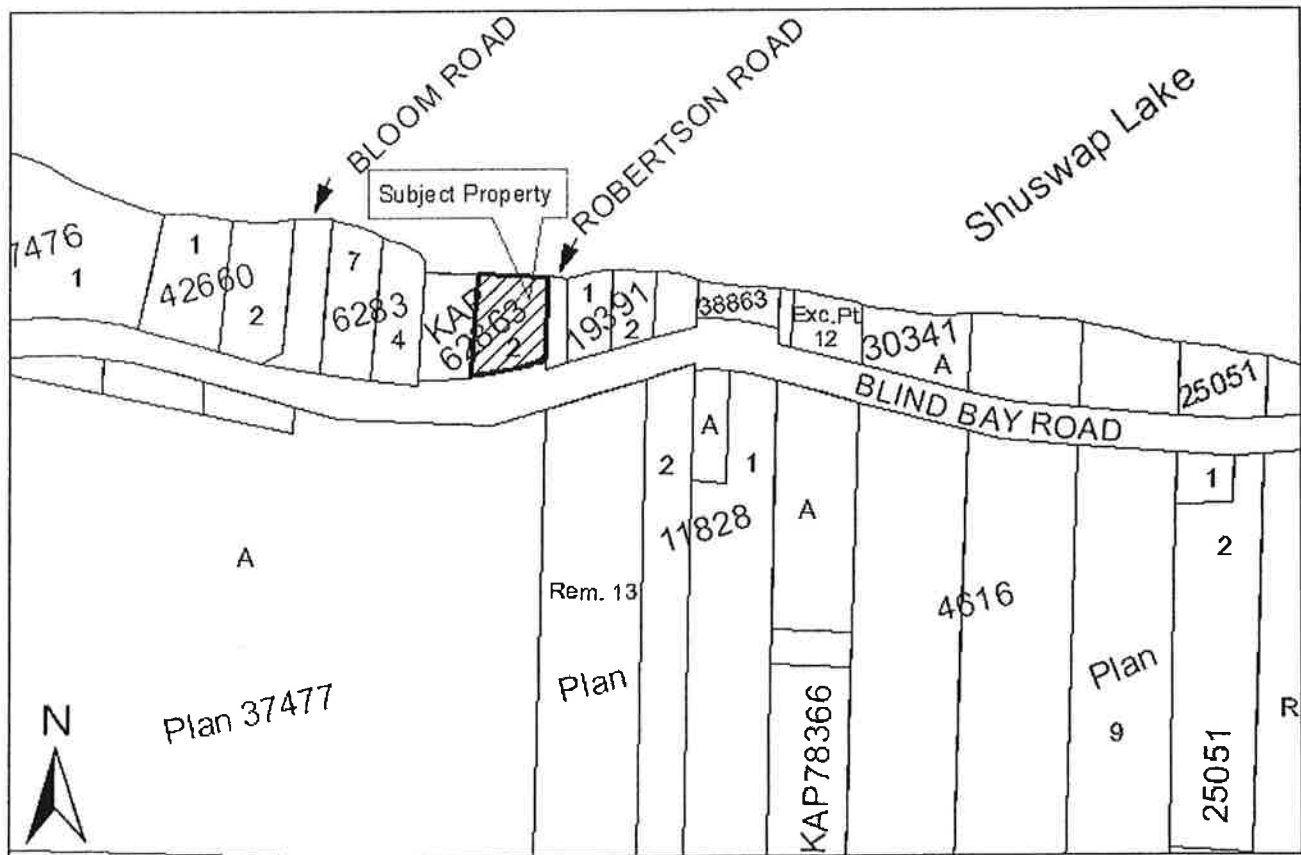 BLOOM ROAD
ROBERTSON ROAD
Shuswap Lake
Subject Property
7476
1
1
42660
2
7
6283
4
KAP
62863
2
1
19391
2
38863
Exc.Pt
12
30341
A
25051
BLIND BAY ROAD
A
2
A
1
11828
A
1
2
Rem. 13
4616
Plan 37477
Plan
KAP78366
Plan
9
25051
R
N